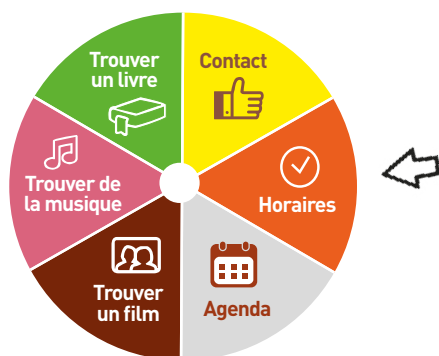 Trouver
un livre
Contact
Trouver de
la musique
Horaires
Trouver
un film
Agenda